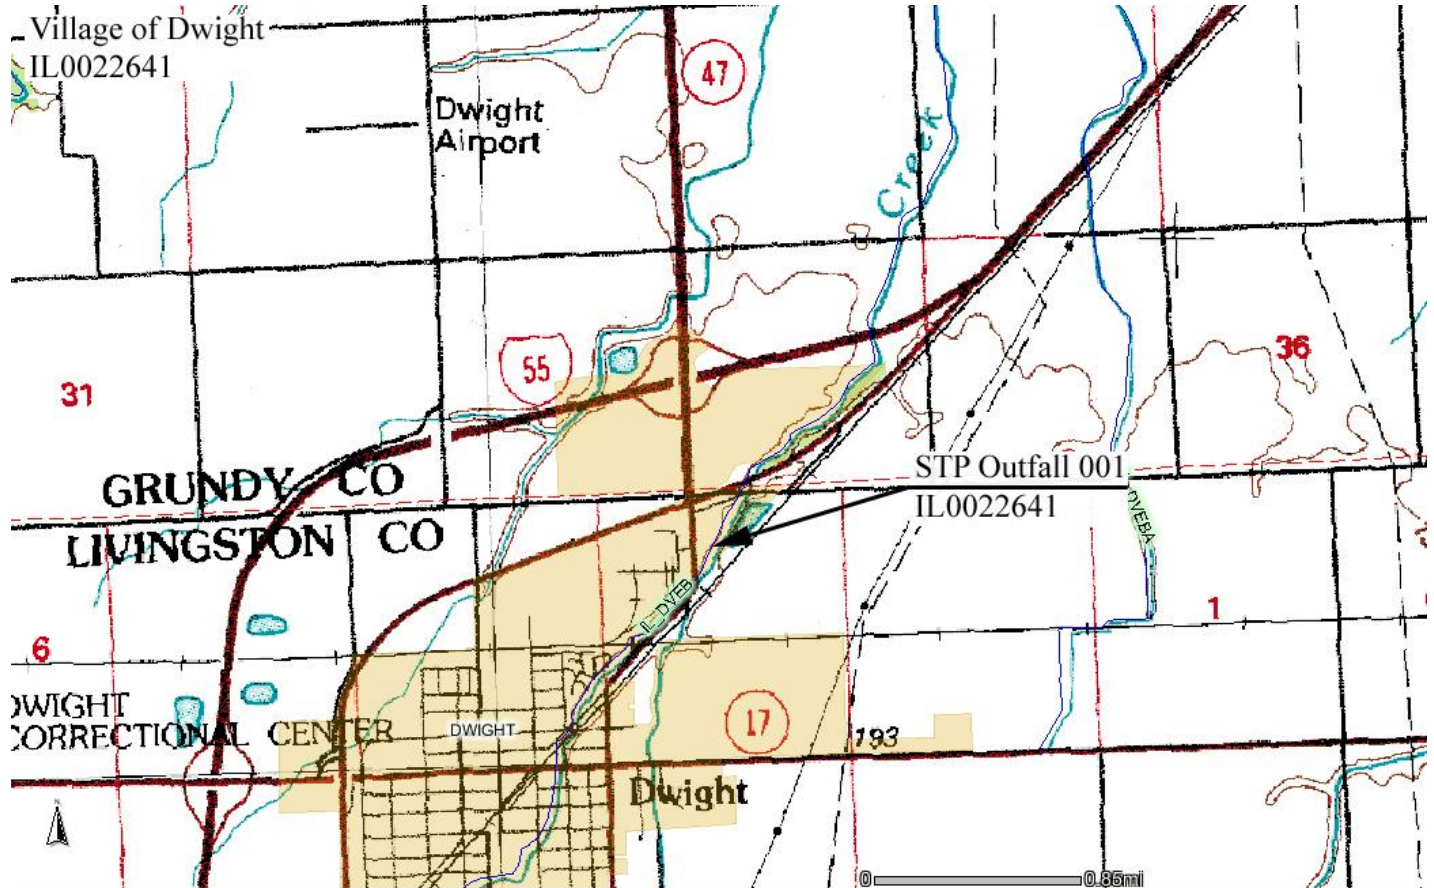 Village of Dwight
IL0022641
47
Dwight
Airport
Creek
55
31
36
GRUNDY CO
STP Outfall 001
IL0022641
LIVINGSTON CO
DVEBA
IL_DVEB
1
6
DWIGHT
CORRECTIONAL CENTER
DWIGHT
17
193
Dwight
0 0.85mi